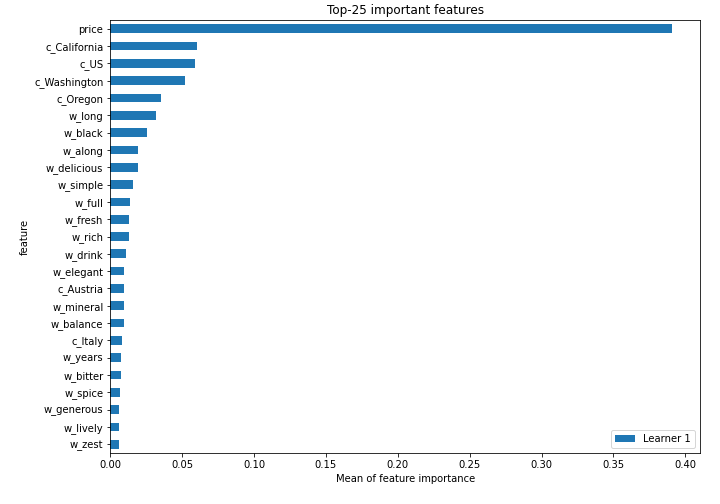 Top-25 important features
price
c_California
c_US
c_Washington
c_Oregon
w_long
w_black
w_along
w_delicious
w_simple
w_full
w_fresh
w_rich
w_drink
w_elegant
c_Austria
w_mineral
w_balance
c_Italy
w_years
w_bitter
w_spice
w_generous
w_lively
w_zest
feature
Learner 1
0.00 0.05 0.10 0.15 0.20 0.25 0.30 0.35 0.40
Mean of feature importance